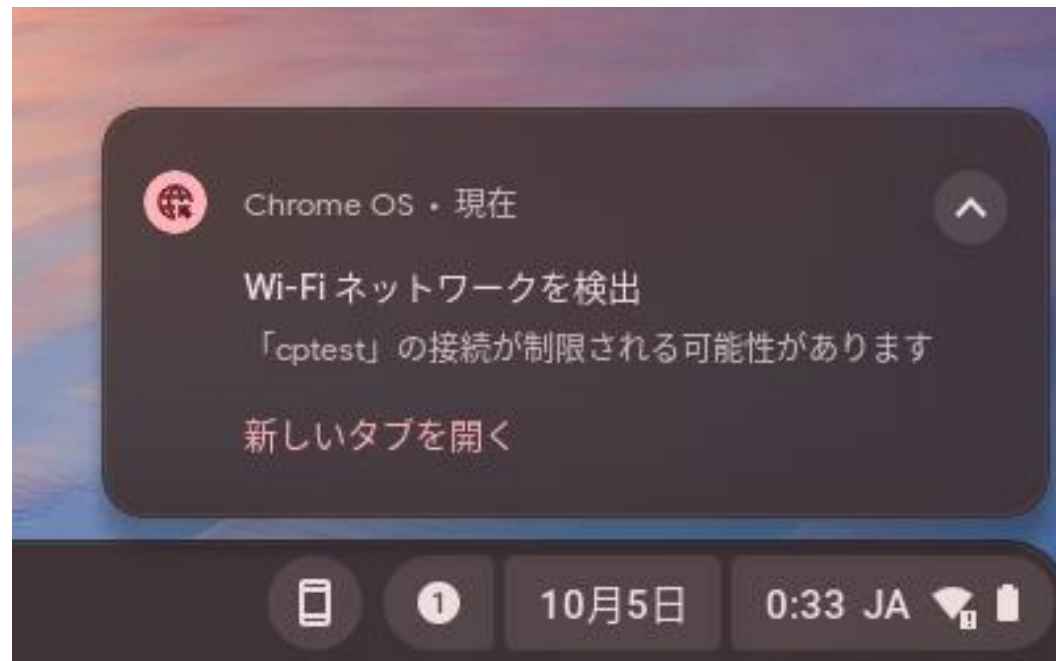 Chrome OS • 現在
Wi-Fi ネットワークを検出
「cptest」の接続が制限される可能性があります
新しいタブを開く
1 10月5日 0:33 JA